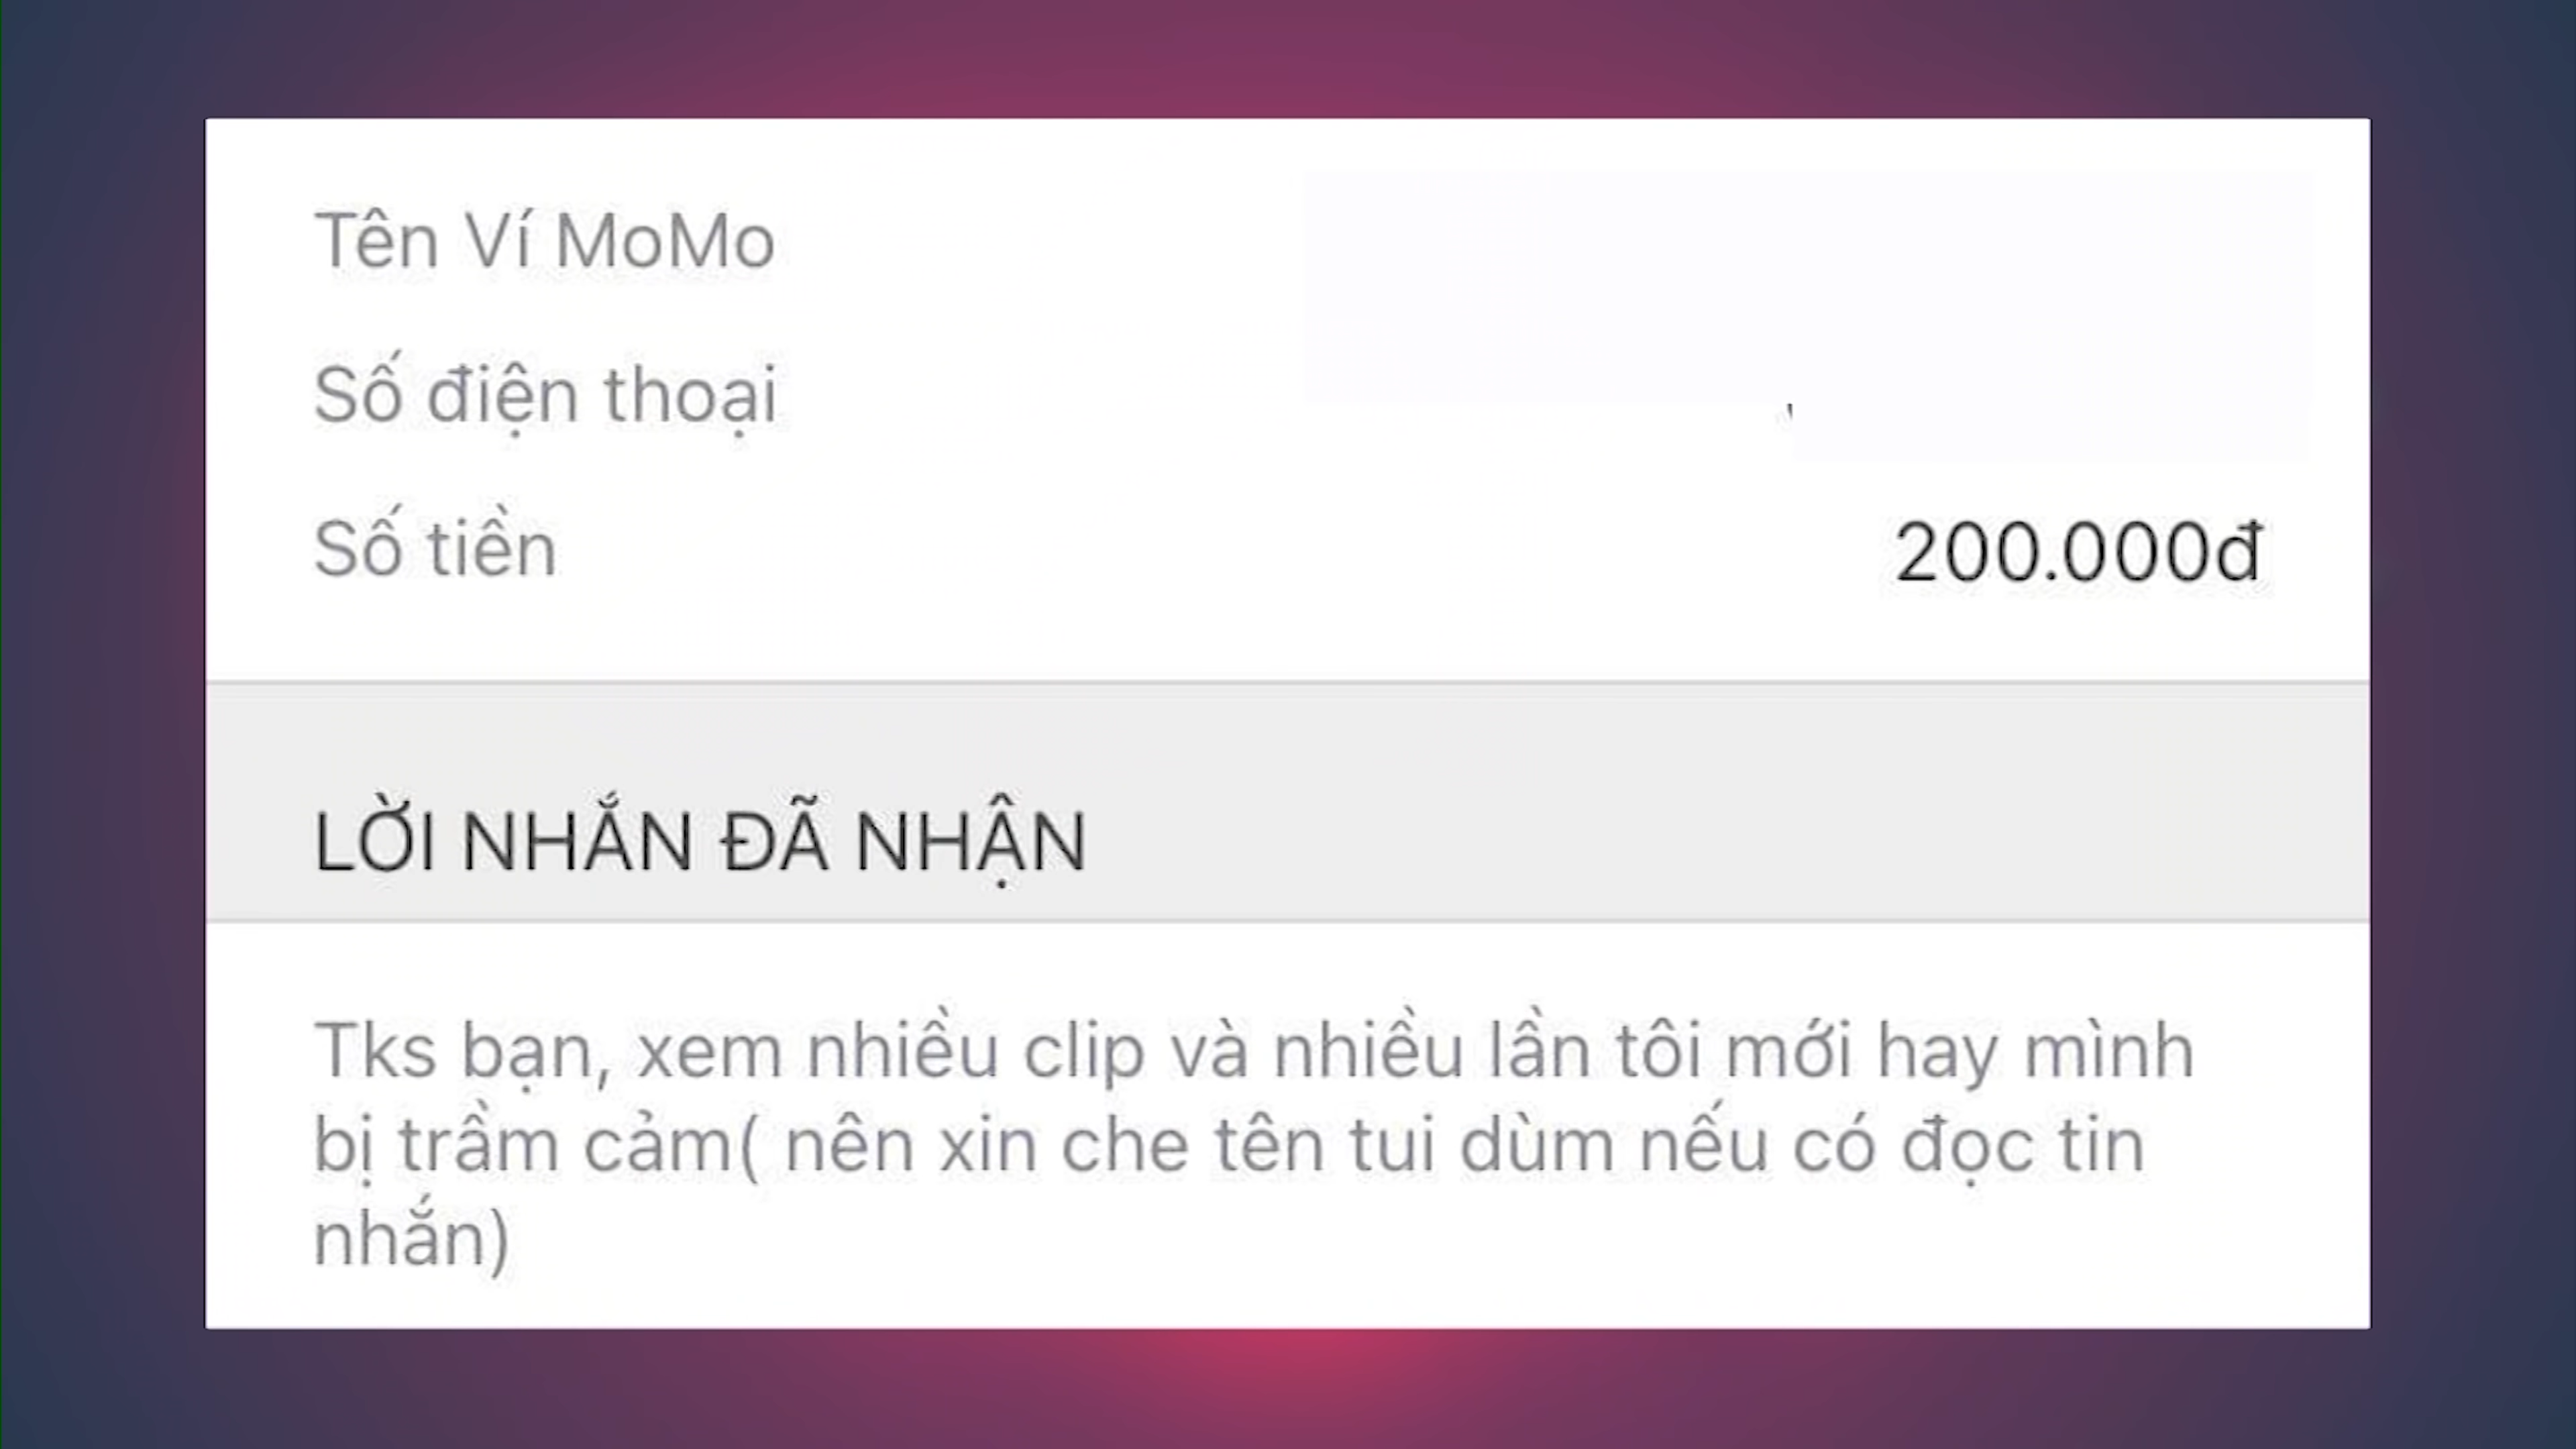 Tên Ví MoMo
Số điện thoại
Số tiền 200.000đ
LỜI NHẮN ĐÃ NHẬN
Tks bạn, xem nhiều clip và nhiều lần tôi mới hay mình
bị trầm cảm( nên xin che tên tui dùm nếu có đọc tin
nhắn)